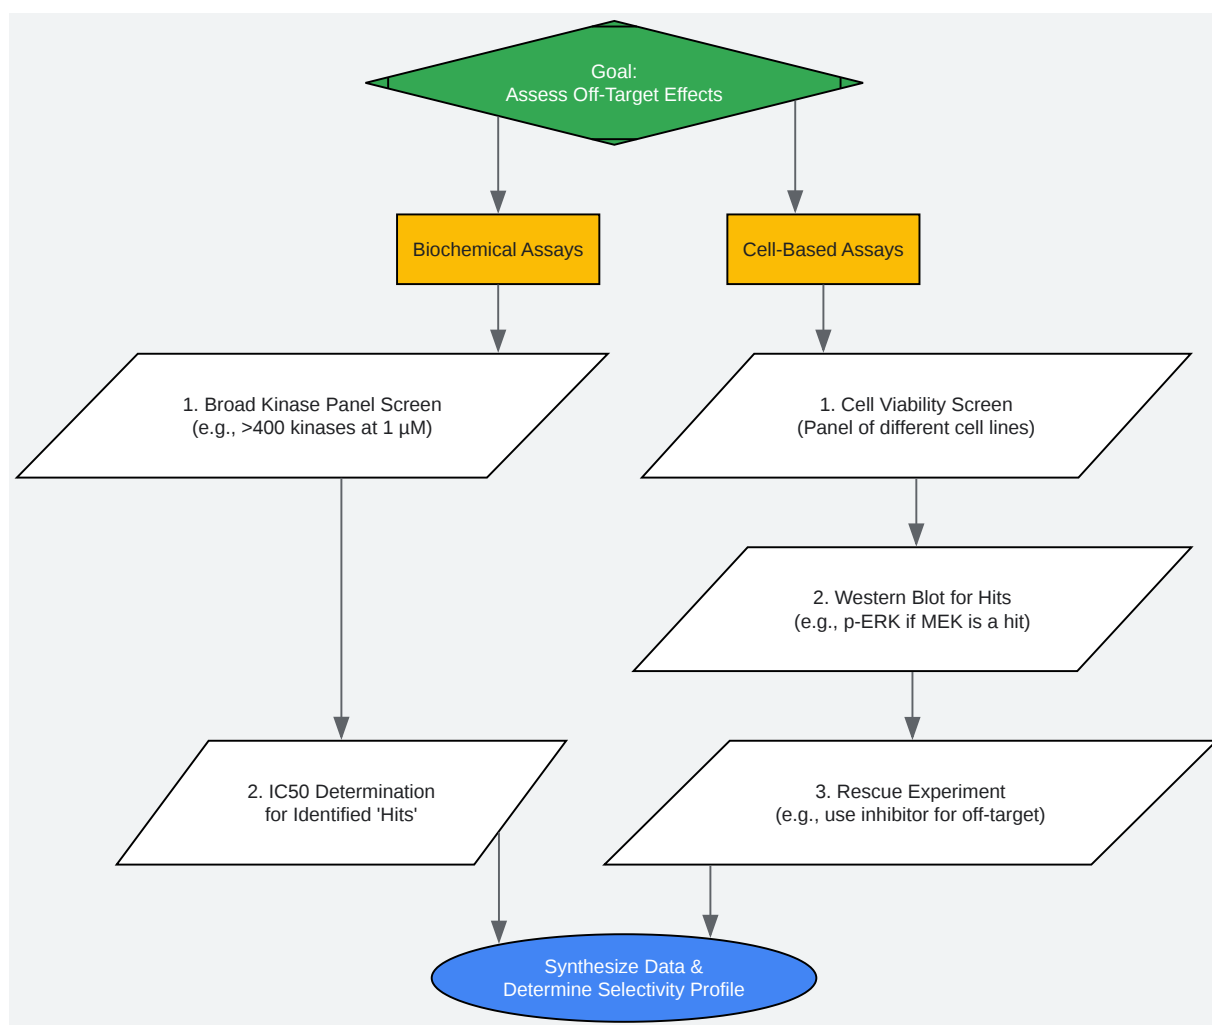 Goal:
Assess Off-Target Effects
Biochemical Assays
Cell-Based Assays
1. Broad Kinase Panel Screen
(e.g., >400 kinases at 1 µM)
1. Cell Viability Screen
(Panel of different cell lines)
2. Western Blot for Hits
(e.g., p-ERK if MEK is a hit)
2. IC50 Determination
for Identified 'Hits'
3. Rescue Experiment
(e.g., use inhibitor for off-target)
Synthesize Data &
Determine Selectivity Profile